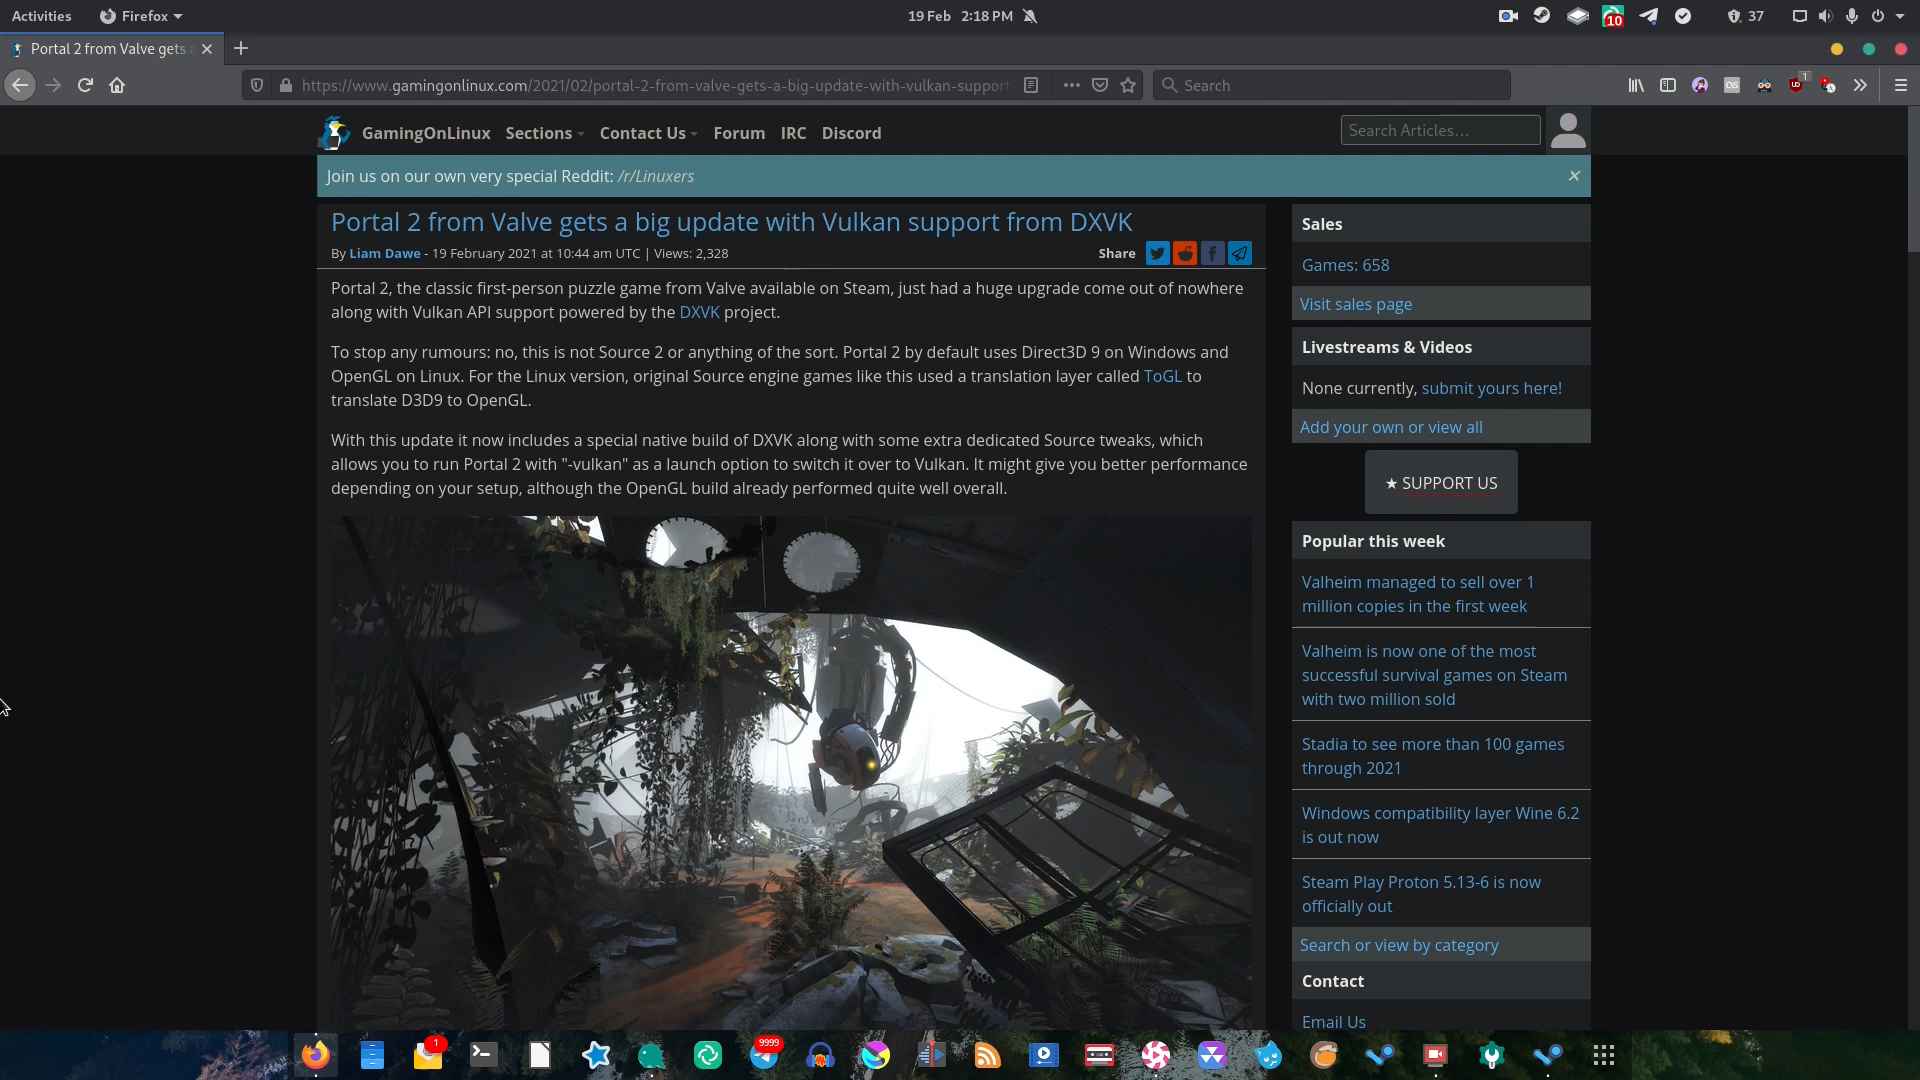 Activities
Firefox
19 Feb 2:18 PM
10
37
Portal 2 from Valve gets a
https://www.gamingonlinux.com/2021/02/portal-2-from-valve-gets-a-big-update-with-vulkan-support
Search
1
GamingOnLinux
Sections
Contact Us
Forum
IRC
Discord
Search Articles...
Join us on our own very special Reddit: /r/Linuxers
Portal 2 from Valve gets a big update with Vulkan support from DXVK
By Liam Dawe - 19 February 2021 at 10:44 am UTC | Views: 2,328
Share
Portal 2, the classic first-person puzzle game from Valve available on Steam, just had a huge upgrade come out of nowhere
along with Vulkan API support powered by the DXVK project.
To stop any rumours: no, this is not Source 2 or anything of the sort. Portal 2 by default uses Direct3D 9 on Windows and
OpenGL on Linux. For the Linux version, original Source engine games like this used a translation layer called ToGL to
translate D3D9 to OpenGL.
With this update it now includes a special native build of DXVK along with some extra dedicated Source tweaks, which
allows you to run Portal 2 with "-vulkan" as a launch option to switch it over to Vulkan. It might give you better performance
depending on your setup, although the OpenGL build already performed quite well overall.
Sales
Games: 658
Visit sales page
Livestreams & Videos
None currently, submit yours here!
Add your own or view all
★ SUPPORT US
Popular this week
Valheim managed to sell over 1
million copies in the first week
Valheim is now one of the most
successful survival games on Steam
with two million sold
Stadia to see more than 100 games
through 2021
Windows compatibility layer Wine 6.2
is out now
Steam Play Proton 5.13-6 is now
officially out
Search or view by category
Contact
Email Us
1
9999